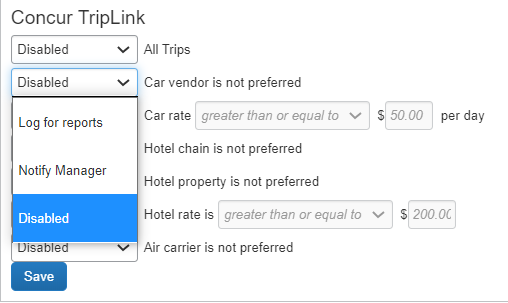 Concur TripLink
Disabled All Trips
Disabled Car vendor is not preferred
Log for reports
Car rate greater than or equal to $ 50.00 per day
Hotel chain is not preferred
Notify Manager
Hotel property is not preferred
Disabled
Hotel rate is greater than or equal to $ 200.00
Disabled Air carrier is not preferred
Save